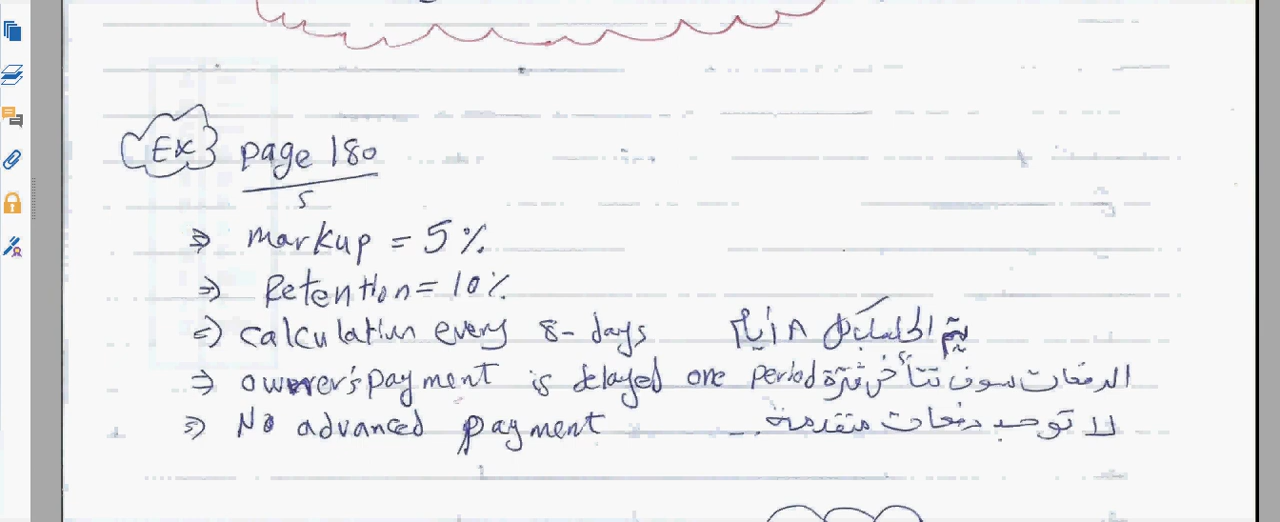 Ex page 180
5
⇒ markup = 5 %
⇒ Retention = 10 %
⇒ calculation every 8-days يتم الحساب كل ٨ أيام
⇒ owner's payment is delayed one period الدفعات سوف تتأخر فترة
⇒ No advanced payment لا توجد دفعات متقدمة